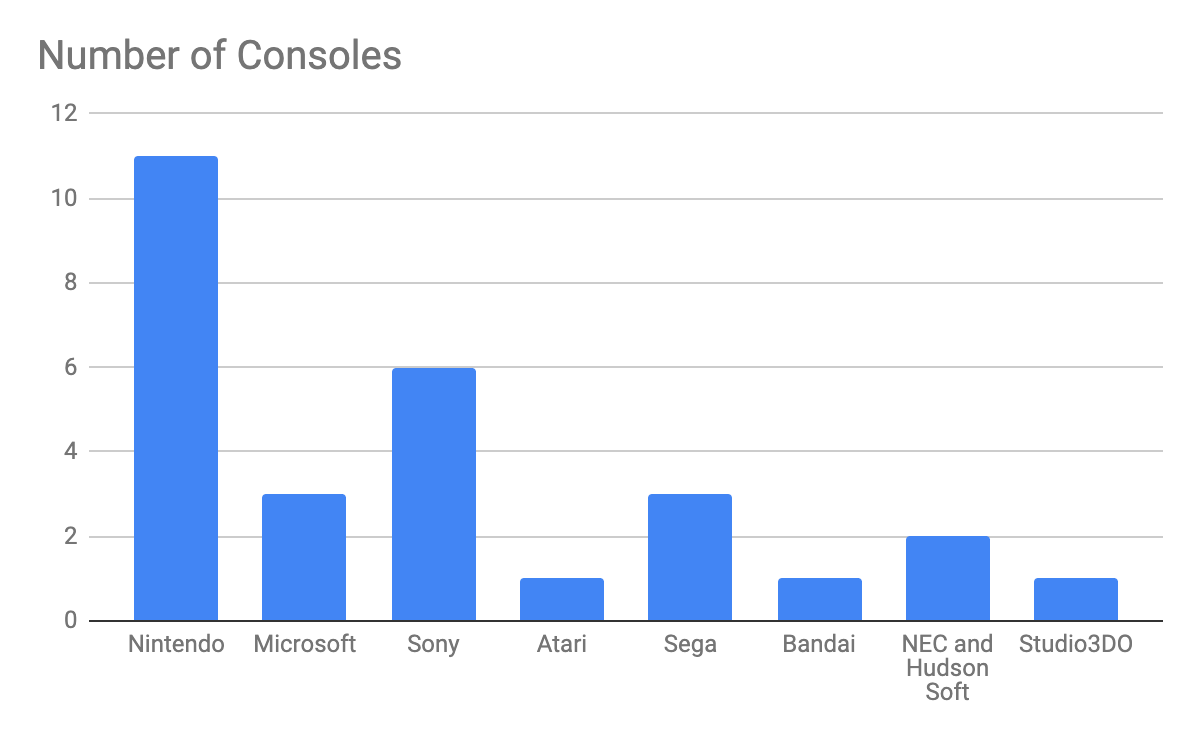 Number of Consoles
12
10
8
6
4
2
0
Nintendo
Microsoft
Sony
Atari
Sega
Bandai
NEC and
Hudson
Soft
Studio3DO